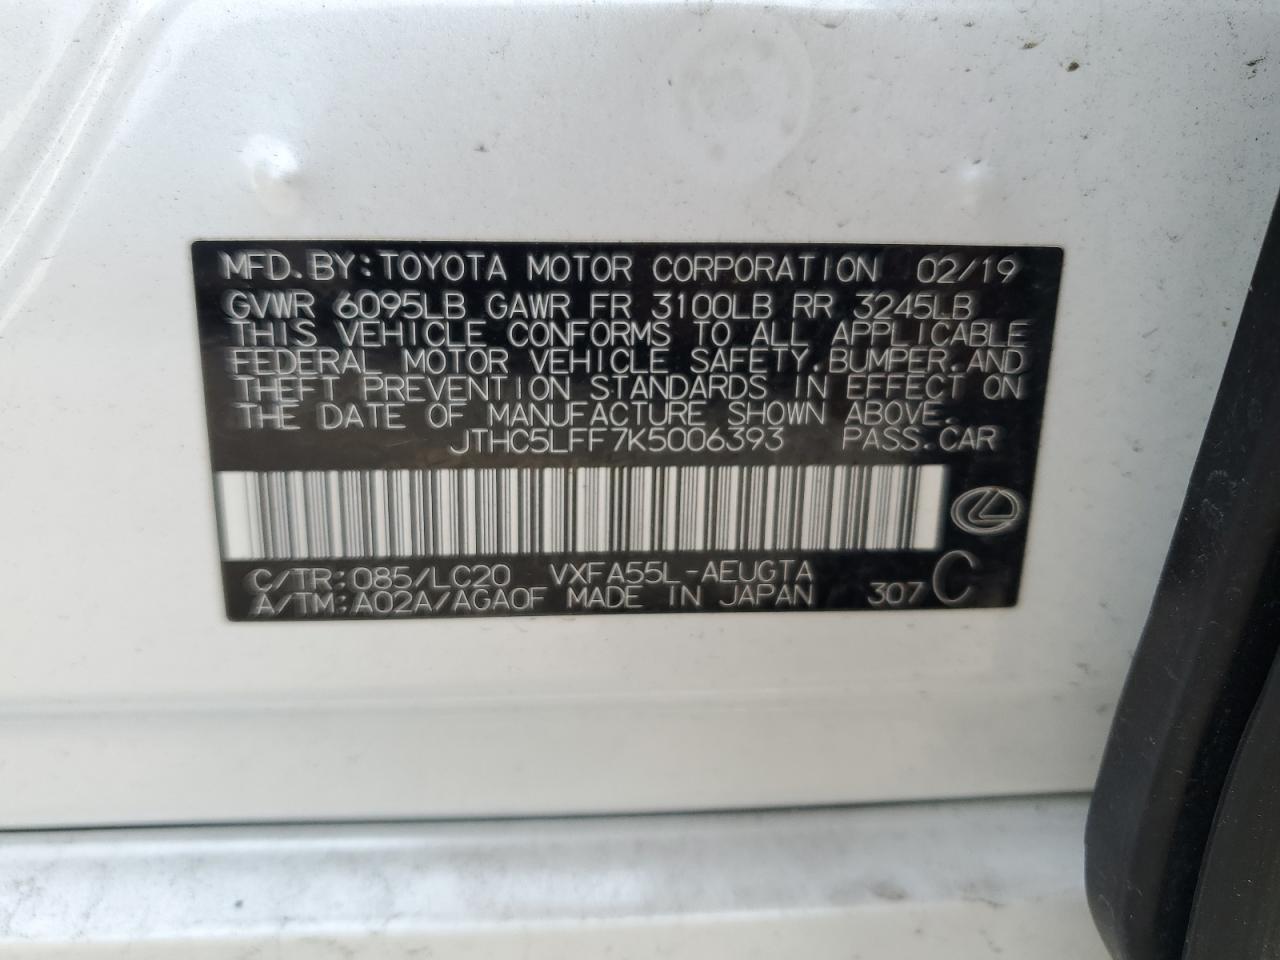 MFD.BY:TOYOTA MOTOR CORPORATION 02/19
GVWR 6095LB GAWR FR 3100LB RR 3245LB
THIS VEHICLE CONFORMS TO ALL APPLICABLE
FEDERAL MOTOR VEHICLE SAFETY,BUMPER,AND
THEFT PREVENTION STANDARDS IN EFFECT ON
THE DATE OF MANUFACTURE SHOWN ABOVE.
JTHC5LFF7K5006393 PASS.CAR
C/TR:085/LC20 VXFA55L-AEUGTA
A/TM:A02A/AGA0F MADE IN JAPAN 307 C